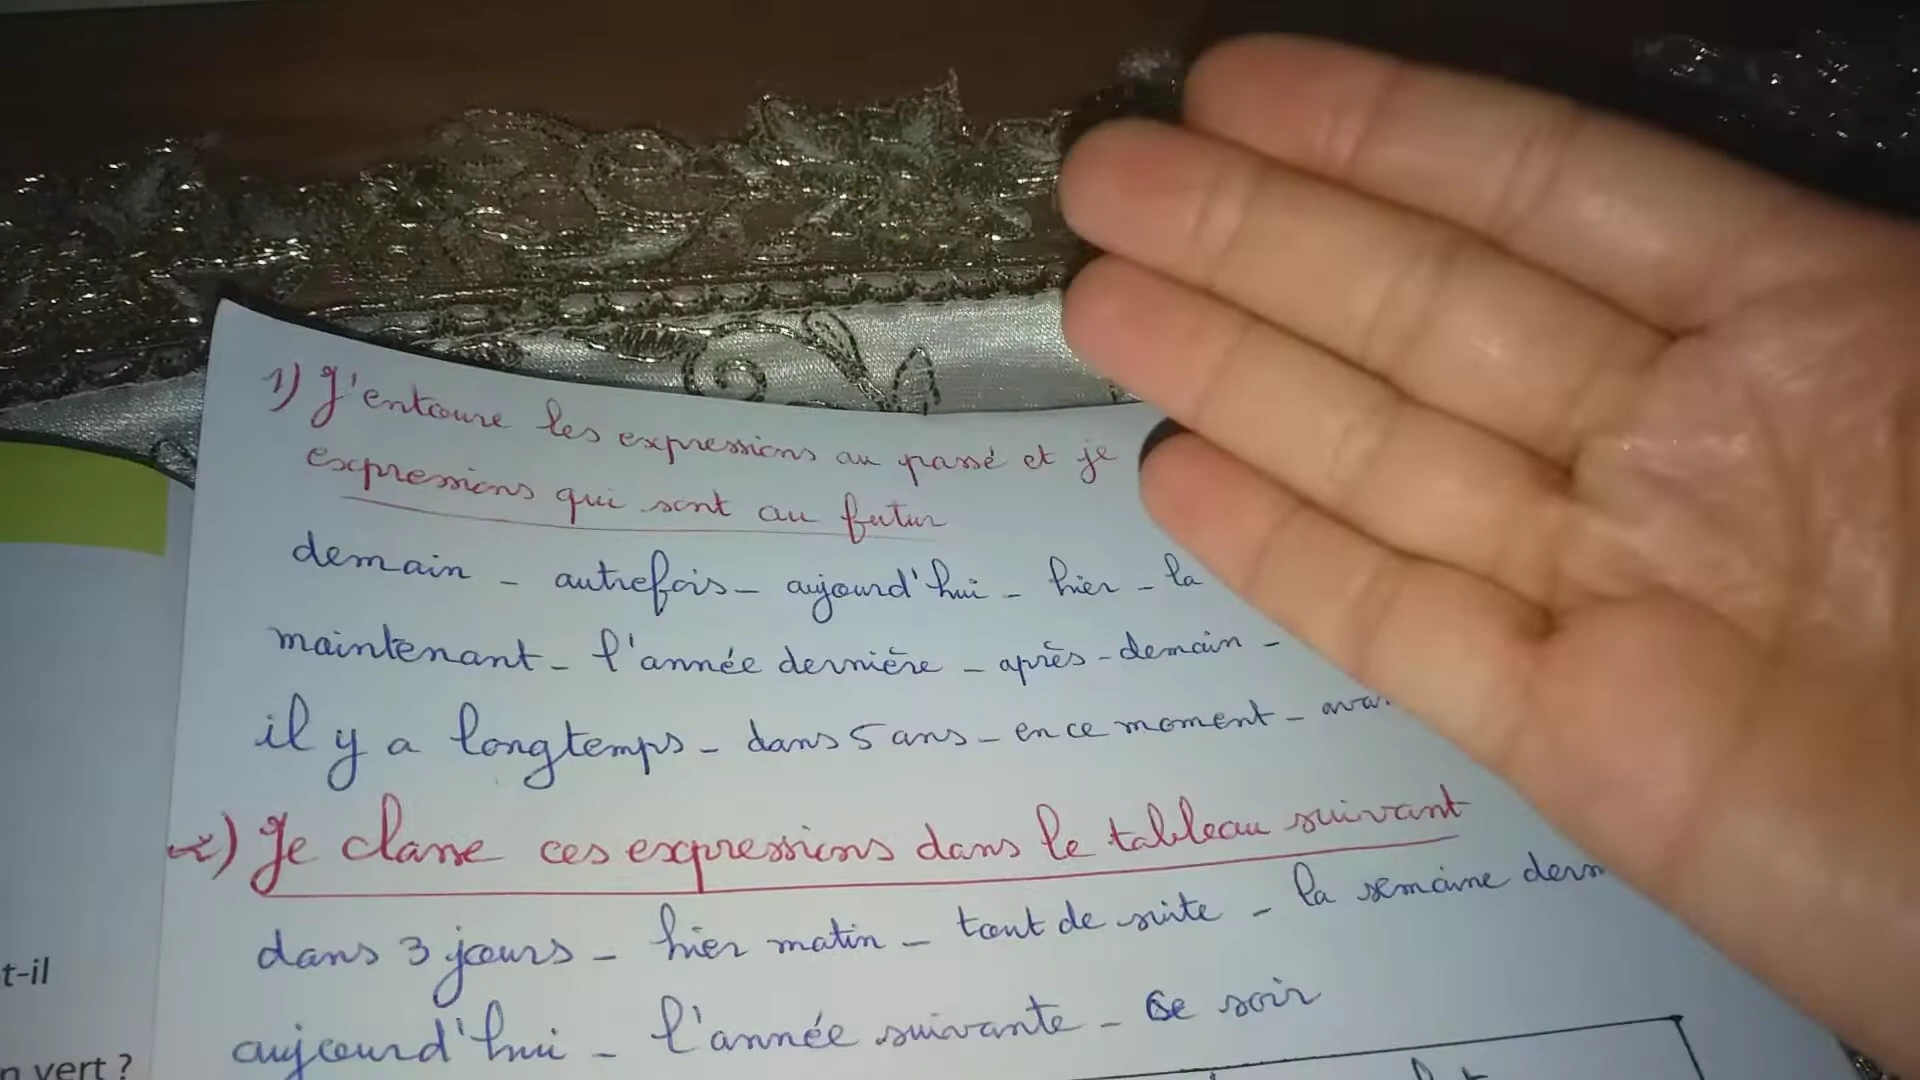 1) J'entoure les expressions au passé et je
expressions qui sont au futur
demain - autrefois - aujourd'hui - hier - la
maintenant - l'année dernière - après-demain -
il y a longtemps - dans 5 ans - en ce moment -
2) Je classe ces expressions dans le tableau suivant
dans 3 jours - hier matin - tout de suite - la semaine
aujourd'hui - l'année suivante - Ce soir
t-il
vert ?